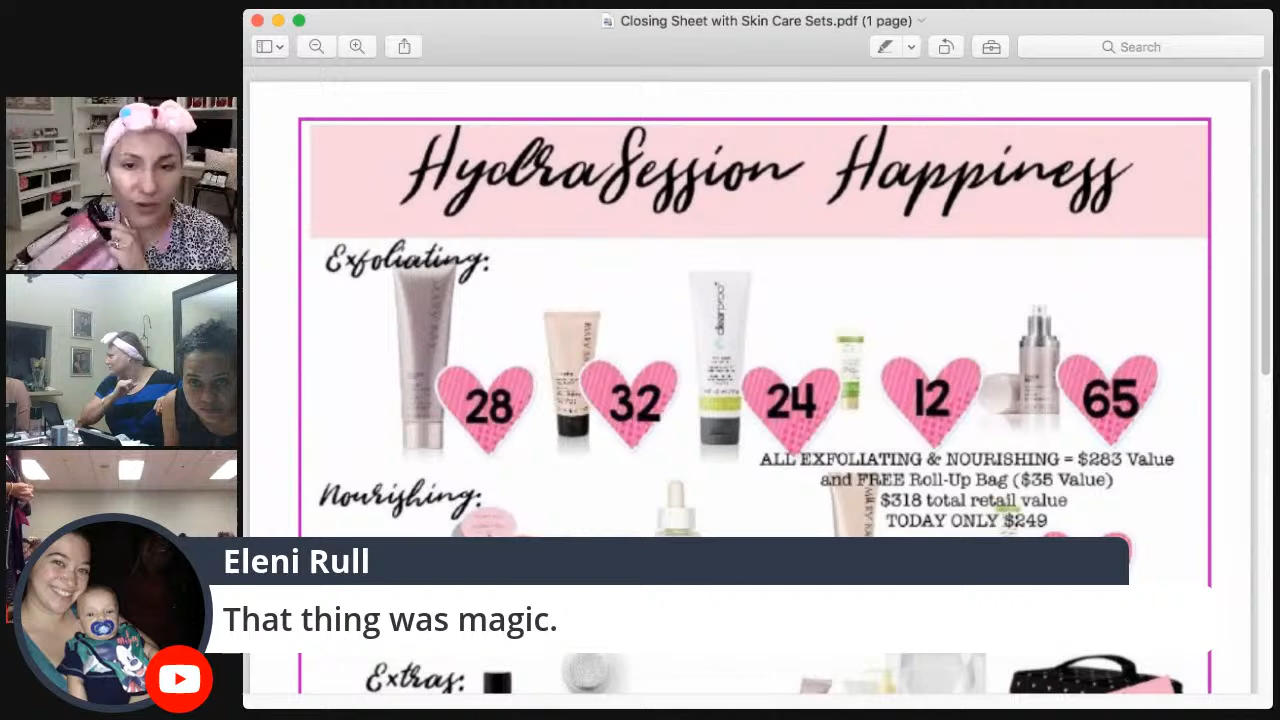 Closing Sheet with Skin Care Sets.pdf (1 page)
Search
HydraSession Happiness
Exfoliating:
clearproof
28
32
24
12
65
ALL EXFOLIATING & NOURISHING = $283 Value
and FREE Roll-Up Bag ($35 Value)
$318 total retail value
TODAY ONLY $249
Nourishing:
Eleni Rull
That thing was magic.
Extras: